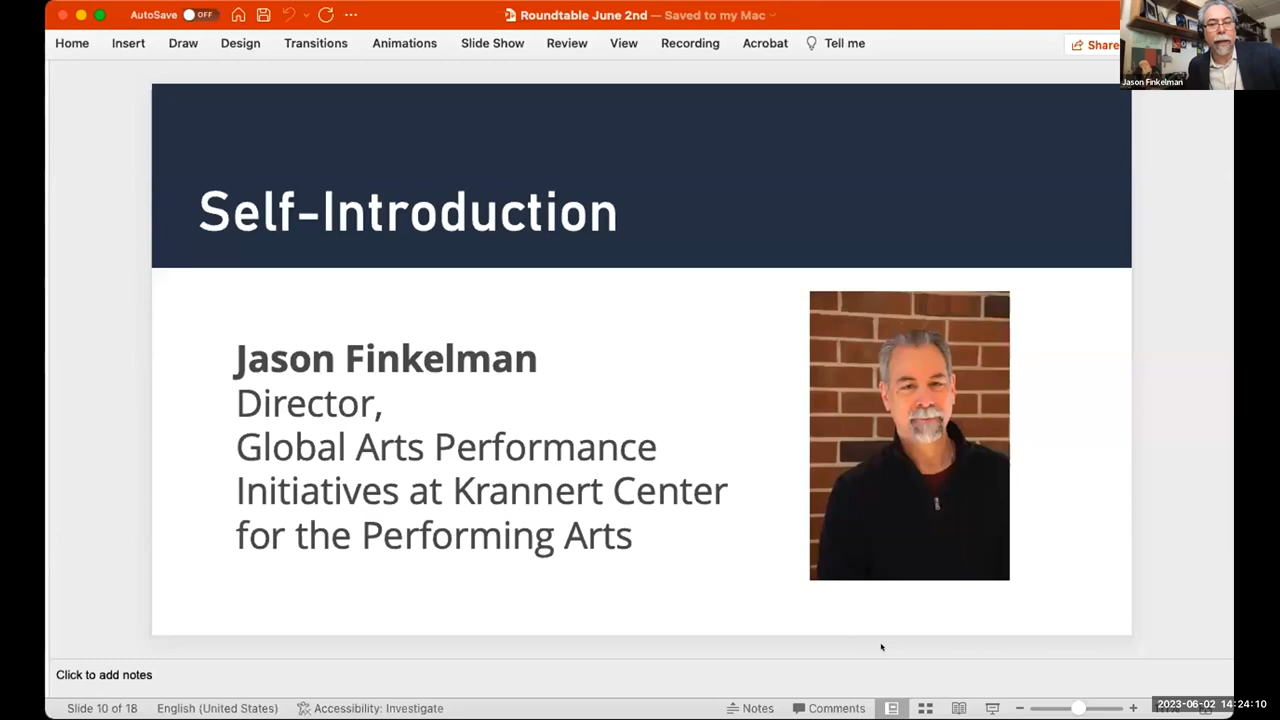 AutoSave OFF
Roundtable June 2nd — Saved to my Mac
Home Insert Draw Design Transitions Animations Slide Show Review View Recording Acrobat Tell me
Share
Jason Finkelman
Self-Introduction
Jason Finkelman
Director,
Global Arts Performance
Initiatives at Krannert Center
for the Performing Arts
Click to add notes
Slide 10 of 18 English (United States) Accessibility: Investigate Notes Comments
2023-06-02 14:24:10